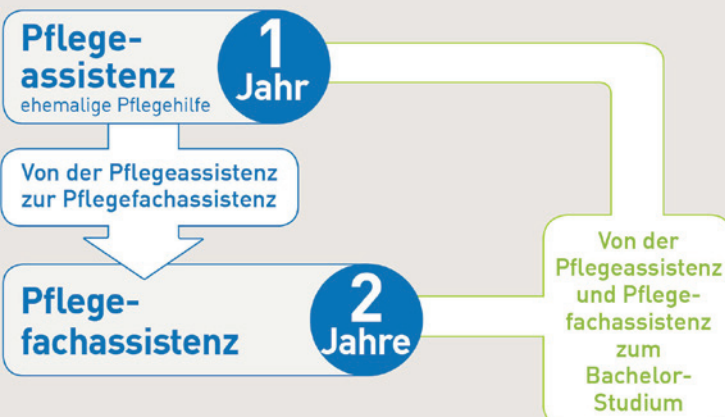 Pflege-
assistenz
ehemalige Pflegehilfe
1
Jahr
Von der Pflegeassistenz
zur Pflegefachassistenz
Pflege-
fachassistenz
2
Jahre
Von der
Pflegeassistenz
und Pflege-
fachassistenz
zum
Bachelor-
Studium